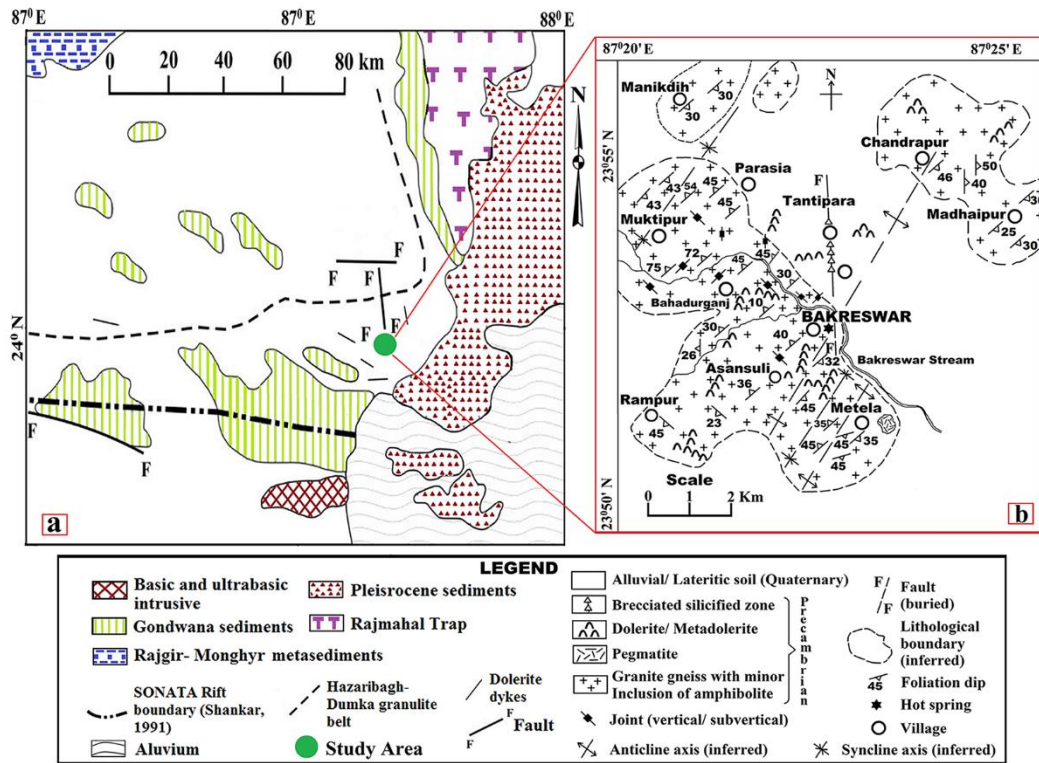 87⁰ E
87⁰ E
88⁰ E
0 20 40 60 80 km
N
T T T T
T T
T T
T
T
T
F F F
F F
24⁰ N
F
F
a
87⁰20' E
87⁰25' E
23⁰55' N
23⁰50' N
N
Manikdih
30
30
Chandrapur
46
50
40
Parasia
43 54 45
43
45
F
Tantipara
Muktipur
Madhaipur
30
25
30
75
72
45
45
30
Bahadurganj
10
BAKRESWAR
30
40
F
32
Bakreswar Stream
26
Asansuli
36
Rampur
45
23
45
35
Metela
45
35
45
45
Scale
0 1 2 Km
b
LEGEND
Basic and ultrabasic
intrusive
Gondwana sediments
Rajgir- Monghyr metasediments
SONATA Rift
boundary (Shankar,
1991)
Aluvium
Pleisrocene sediments
T T Rajmahal Trap
Hazaribagh-
Dumka granulite
belt
Dolerite
dykes
F
F
Fault
Study Area
Alluvial/ Lateritic soil (Quaternary)
Brecciated silicified zone
Dolerite/ Metadolerite
Pegmatite
Granite gneiss with minor
Inclusion of amphibolite
Precambrian
Joint (vertical/ subvertical)
Anticline axis (inferred)
F
F
Fault
(buried)
Lithological
boundary
(inferred)
45 Foliation dip
Hot spring
Village
Syncline axis (inferred)